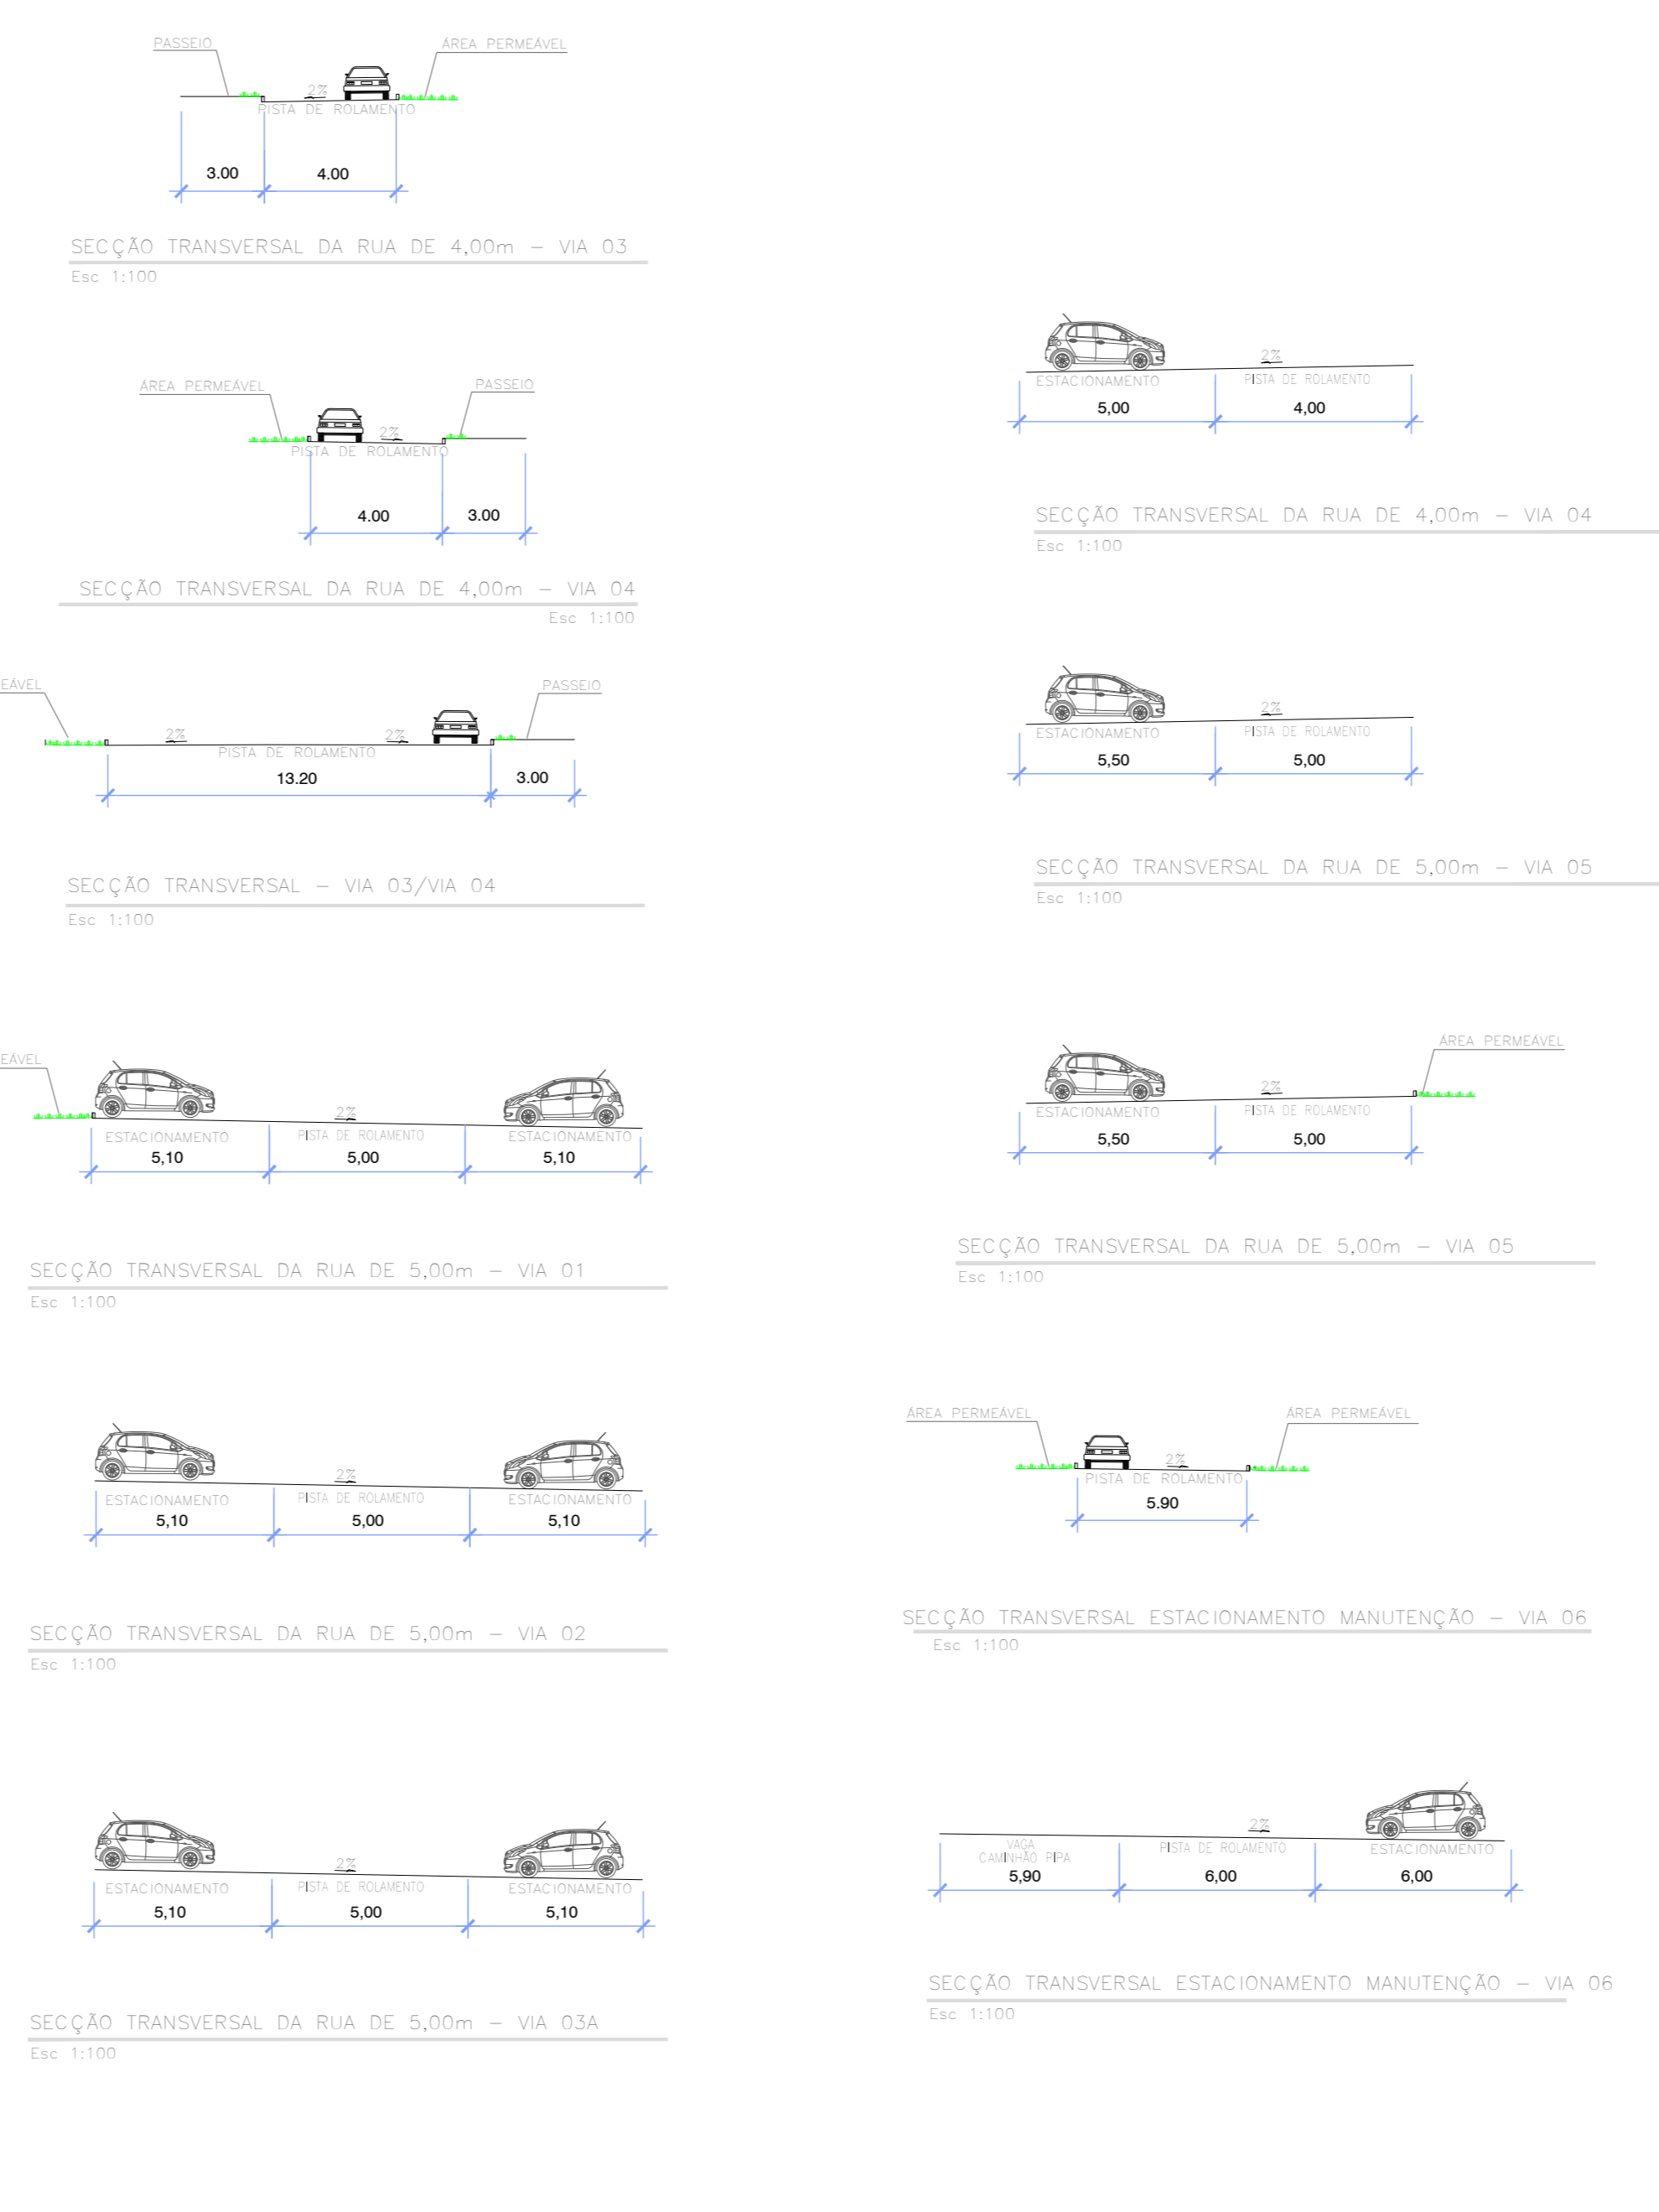 PASSEIO
ÁREA PERMEÁVEL
2%
PISTA DE ROLAMENTO
3.00
4.00
SECÇÃO TRANSVERSAL DA RUA DE 4,00m – VIA 03
Esc 1:100
ÁREA PERMEÁVEL
PASSEIO
2%
PISTA DE ROLAMENTO
4.00
3.00
SECÇÃO TRANSVERSAL DA RUA DE 4,00m – VIA 04
Esc 1:100
EÁVEL
PASSEIO
2%
2%
PISTA DE ROLAMENTO
13.20
3.00
SECÇÃO TRANSVERSAL – VIA 03/VIA 04
Esc 1:100
EÁVEL
2%
ESTACIONAMENTO
PISTA DE ROLAMENTO
ESTACIONAMENTO
5,10
5,00
5,10
SECÇÃO TRANSVERSAL DA RUA DE 5,00m – VIA 01
Esc 1:100
2%
ESTACIONAMENTO
PISTA DE ROLAMENTO
ESTACIONAMENTO
5,10
5,00
5,10
SECÇÃO TRANSVERSAL DA RUA DE 5,00m – VIA 02
Esc 1:100
2%
ESTACIONAMENTO
PISTA DE ROLAMENTO
ESTACIONAMENTO
5,10
5,00
5,10
SECÇÃO TRANSVERSAL DA RUA DE 5,00m – VIA 03A
Esc 1:100
2%
ESTACIONAMENTO
PISTA DE ROLAMENTO
5,00
4,00
SECÇÃO TRANSVERSAL DA RUA DE 4,00m – VIA 04
Esc 1:100
2%
ESTACIONAMENTO
PISTA DE ROLAMENTO
5,50
5,00
SECÇÃO TRANSVERSAL DA RUA DE 5,00m – VIA 05
Esc 1:100
ÁREA PERMEÁVEL
2%
ESTACIONAMENTO
PISTA DE ROLAMENTO
5,50
5,00
SECÇÃO TRANSVERSAL DA RUA DE 5,00m – VIA 05
Esc 1:100
ÁREA PERMEÁVEL
ÁREA PERMEÁVEL
2%
PISTA DE ROLAMENTO
5.90
SECÇÃO TRANSVERSAL ESTACIONAMENTO MANUTENÇÃO – VIA 06
Esc 1:100
2%
VAGA
CAMINHÃO PIPA
PISTA DE ROLAMENTO
ESTACIONAMENTO
5,90
6,00
6,00
SECÇÃO TRANSVERSAL ESTACIONAMENTO MANUTENÇÃO – VIA 06
Esc 1:100